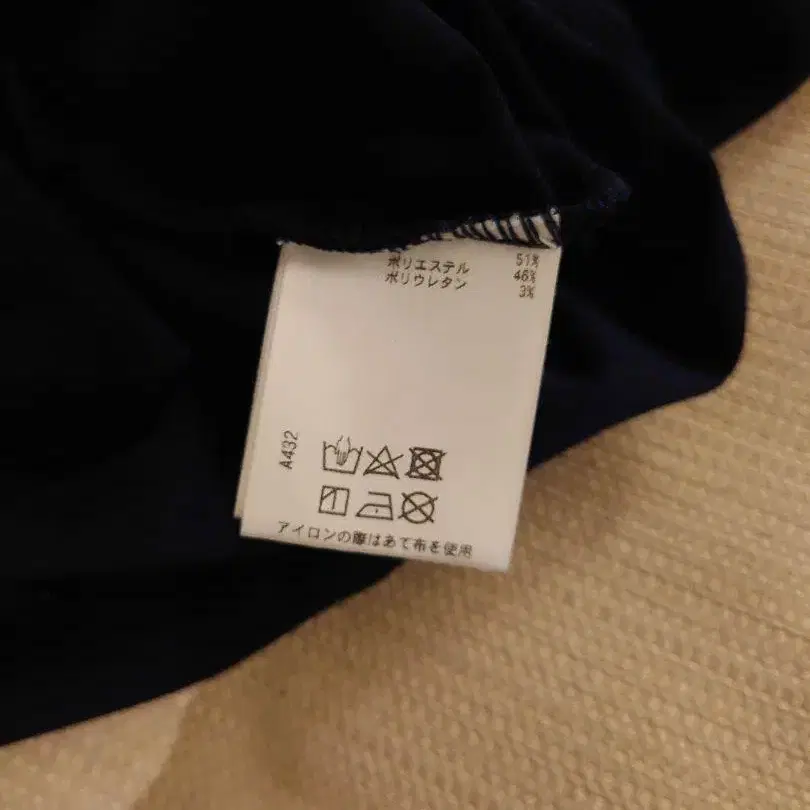 51%
ポリエステル 46%
ポリウレタン 3%
A432
アイロンの際はあて布を使用